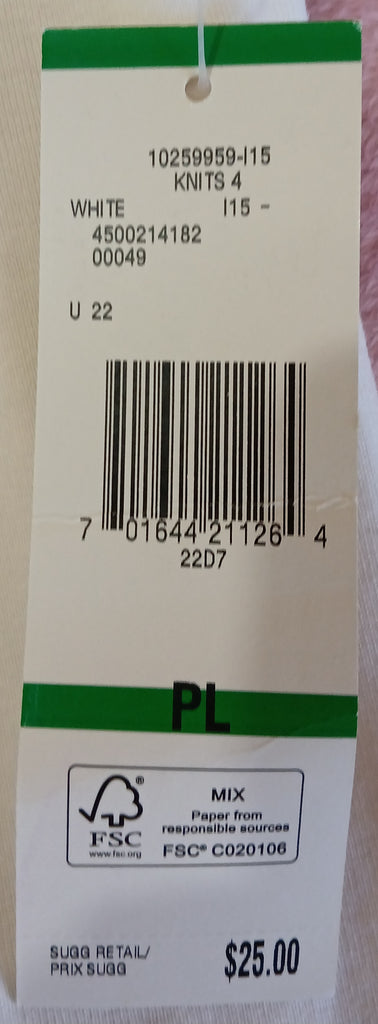 10259959-I15
KNITS 4
WHITE I15 -
4500214182
00049
U 22
7 01644 21126 4
22D7
PL
FSC®
www.fsc.org
MIX
Paper from
responsible sources
FSC® C020106
SUGG RETAIL/
PRIX SUGG
$25.00